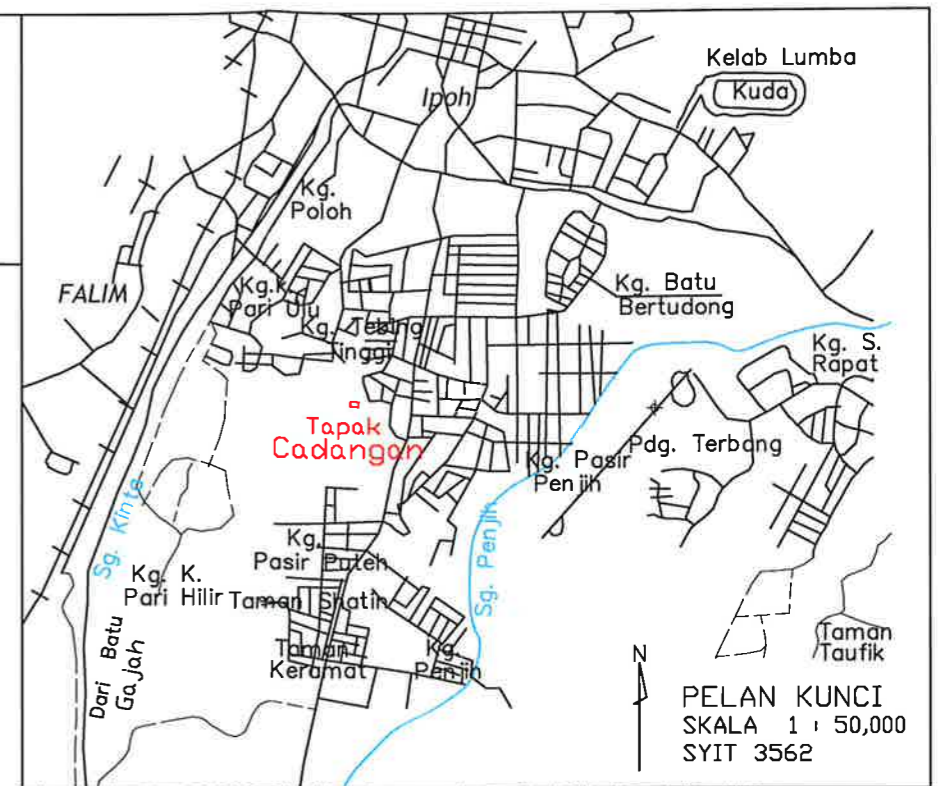 Kelab Lumba
Kuda
Ipoh
Kg.
Poloh
FALIM
Kg.K.
Pari Ulu
Kg. Tebing
Tinggi
Kg. Batu
Bertudong
Kg. S.
Rapat
Tapak
Cadangan
Pdg. Terbang
Kg. Pasir
Penjih
Sg. Kinta
Sg. Penjih
Kg.
Pasir Puteh
Kg. K.
Pari Hilir
Taman Snatih
Taman
Keramat
Kg.
Penjih
Dari Batu
Gajah
Taman
Taufik
N
PELAN KUNCI
SKALA 1 : 50,000
SYIT 3562